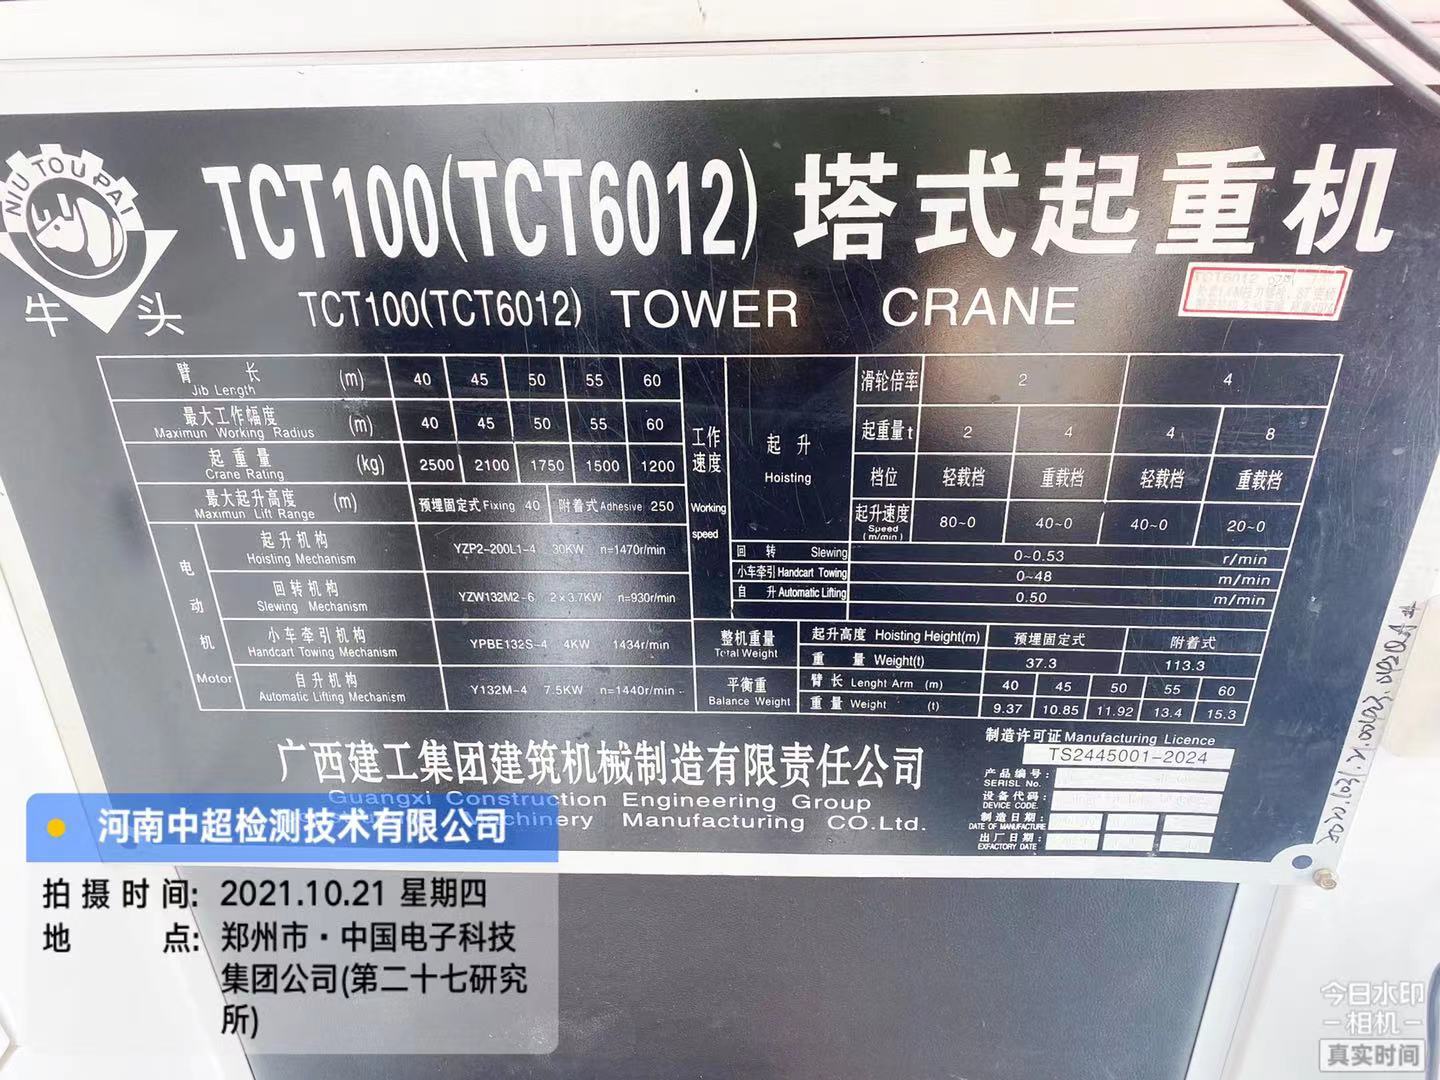 NIU TOU PAI
牛 头
TCT100(TCT6012) 塔式起重机
TCT100(TCT6012) TOWER CRANE
TCT6012
臂 长 (m) 40 45 50 55 60
Jib Length
最大工作幅度 (m) 40 45 50 55 60
Maximun Working Radius
起 重 量 (kg) 2500 2100 1750 1500 1200
Crane Rating
最大起升高度 (m) 预埋固定式 Fixing 40 附着式 Adhesive 250
Maximun Lift Range
电动机 Motor
起升机构 YZP2-200L1-4 30KW n=1470r/min
Hoisting Mechanism
回转机构 YZW132M2-6 2×3.7KW n=930r/min
Slewing Mechanism
小车牵引机构 YPBE132S-4 4KW 1434r/min
Handcart Towing Mechanism
自升机构 Y132M-4 7.5KW n=1440r/min
Automatic Lifting Mechanism
工作速度 Working speed
起 升 Hoisting
滑轮倍率 2 4
起重量t 2 4 4 8
档位 轻载档 重载档 轻载档 重载档
起升速度 80~0 40~0 40~0 20~0
Speed
(m/min)
回 转 Slewing 0~0.53 r/min
小车牵引 Handcart Towing 0~48 m/min
自 升 Automatic Lifting 0.50 m/min
整机重量 Total Weight
起升高度 Hoisting Height(m) 预埋固定式 附着式
重 量 Weight(t) 37.3 113.3
平衡重 Balance Weight
臂 长 Lenght Arm (m) 40 45 50 55 60
重 量 Weight (t) 9.37 10.85 11.92 13.4 15.3
制造许可证 Manufacturing Licence
TS2445001-2024
产品编号:
SERISL No.
设备代码:
DEVICE CODE.
制造日期:
DATE OF MANUFACTURE
出厂日期:
EXFACTORY DATE
广西建工集团建筑机械制造有限责任公司
Guangxi Construction Engineering Group
Machinery Manufacturing CO.Ltd.
河南中超检测技术有限公司
拍摄时间: 2021.10.21 星期四
地 点: 郑州市·中国电子科技
集团公司(第二十七研究
所)
今日水印
相机
真实时间